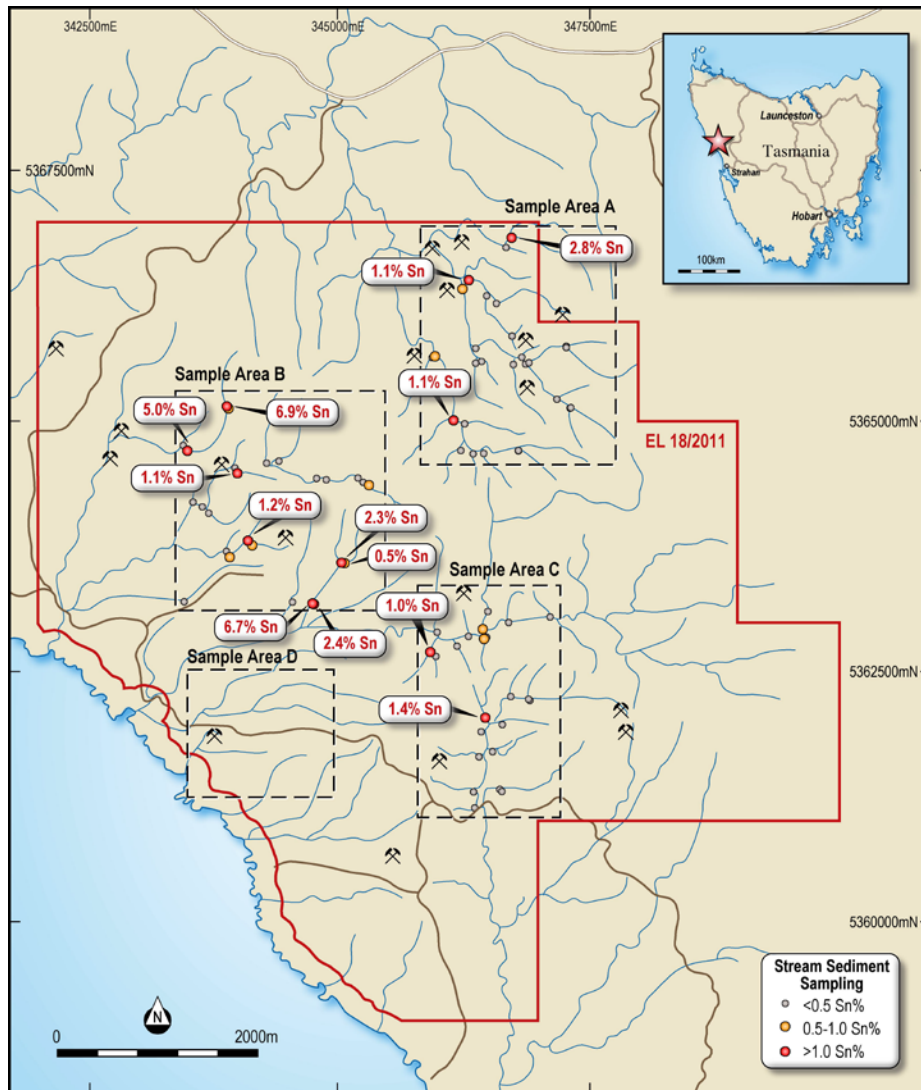 342500mE
345000mE
347500mE
Launceston
Tasmania
Strahan
Hobart
100km
5367500mN
Sample Area A
2.8% Sn
1.1% Sn
Sample Area B
1.1% Sn
5.0% Sn
6.9% Sn
EL 18/2011
5365000mN
1.1% Sn
1.2% Sn
2.3% Sn
0.5% Sn
Sample Area C
1.0% Sn
6.7% Sn
2.4% Sn
Sample Area D
5362500mN
1.4% Sn
5360000mN
N
0
2000m
Stream Sediment
Sampling
<0.5 Sn%
0.5-1.0 Sn%
>1.0 Sn%